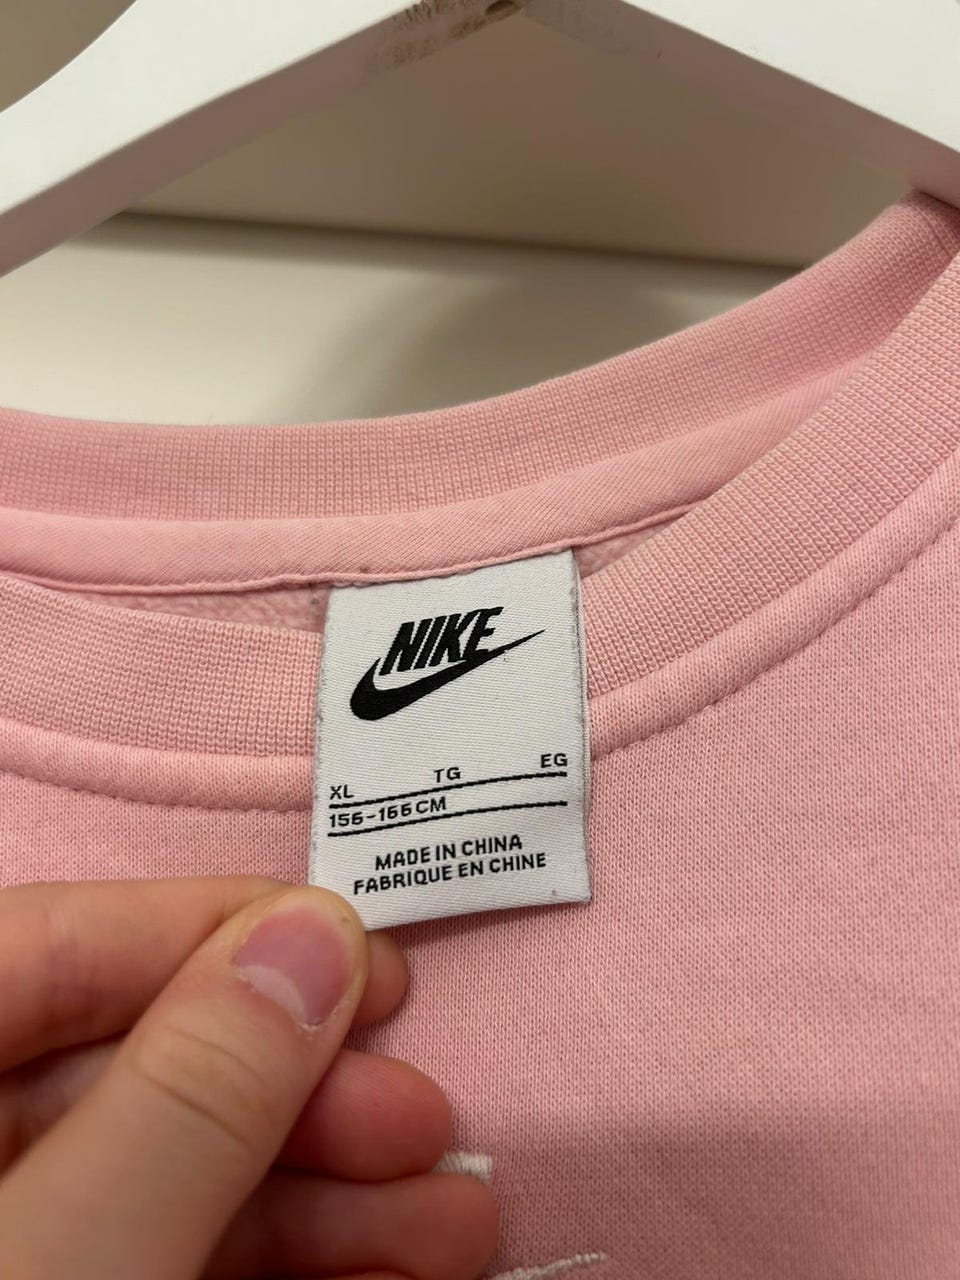 NIKE
XL TG EG
156-166CM
MADE IN CHINA
FABRIQUE EN CHINE